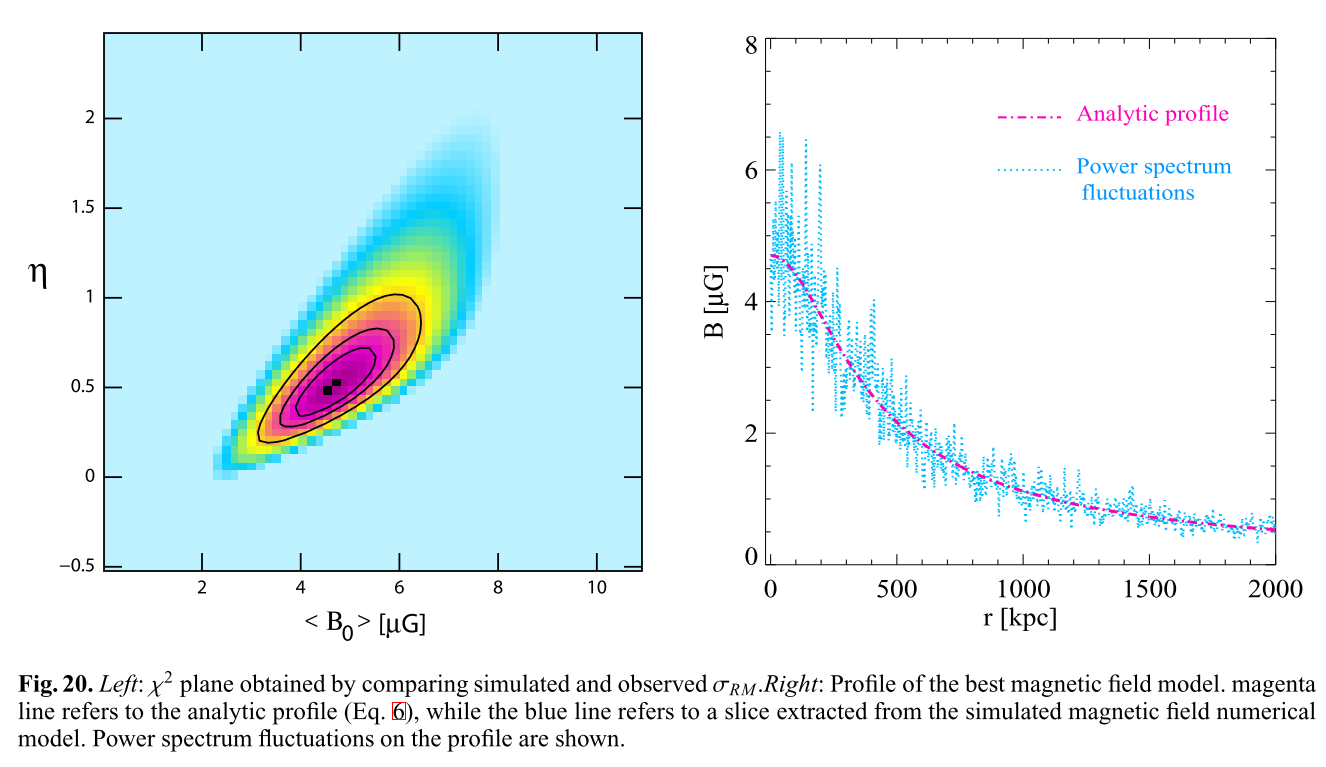 2
1.5
1
0.5
0
−0.5
η
2
4
6
8
10
< B0 > [μG]
8
6
4
2
0
B [μG]
Analytic profile
Power spectrum
fluctuations
0
500
1000
1500
2000
r [kpc]
Fig. 20. Left: χ2 plane obtained by comparing simulated and observed σRM.Right: Profile of the best magnetic field model. magenta
line refers to the analytic profile (Eq. 6), while the blue line refers to a slice extracted from the simulated magnetic field numerical
model. Power spectrum fluctuations on the profile are shown.